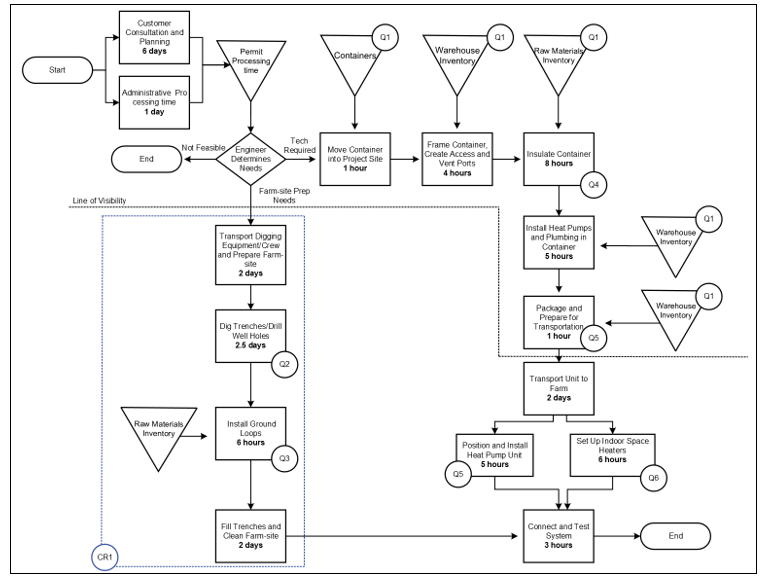 Customer
Consultation and
Planning
6 days
Start
Administrative Pro
cessing time
1 day
Permit
Processing
time
Containers
Q1
Warehouse
Inventory
Q1
Raw Materials
Inventory
Q1
End
Not Feasible
Engineer
Determines
Needs
Tech
Required
Move Container
into Project Site
1 hour
Frame Container,
Create Access and
Vent Ports
4 hours
Insulate Container
8 hours
Q4
Farm-site Prep
Needs
Line of Visibility
Transport Digging
Equipment/Crew
and Prepare Farm-
site
2 days
Install Heat Pumps
and Plumbing in
Container
5 hours
Warehouse
Inventory
Q1
Dig Trenches/Drill
Well Holes
2.5 days
Q2
Package and
Prepare for
Transportation
1 hour
Q5
Warehouse
Inventory
Q1
Transport Unit to
Farm
2 days
Raw Materials
Inventory
Install Ground
Loops
6 hours
Q3
Position and Install
Heat Pump Unit
5 hours
Q5
Set Up Indoor Space
Heaters
6 hours
Q6
Fill Trenches and
Clean Farm-site
2 days
CR1
Connect and Test
System
3 hours
End